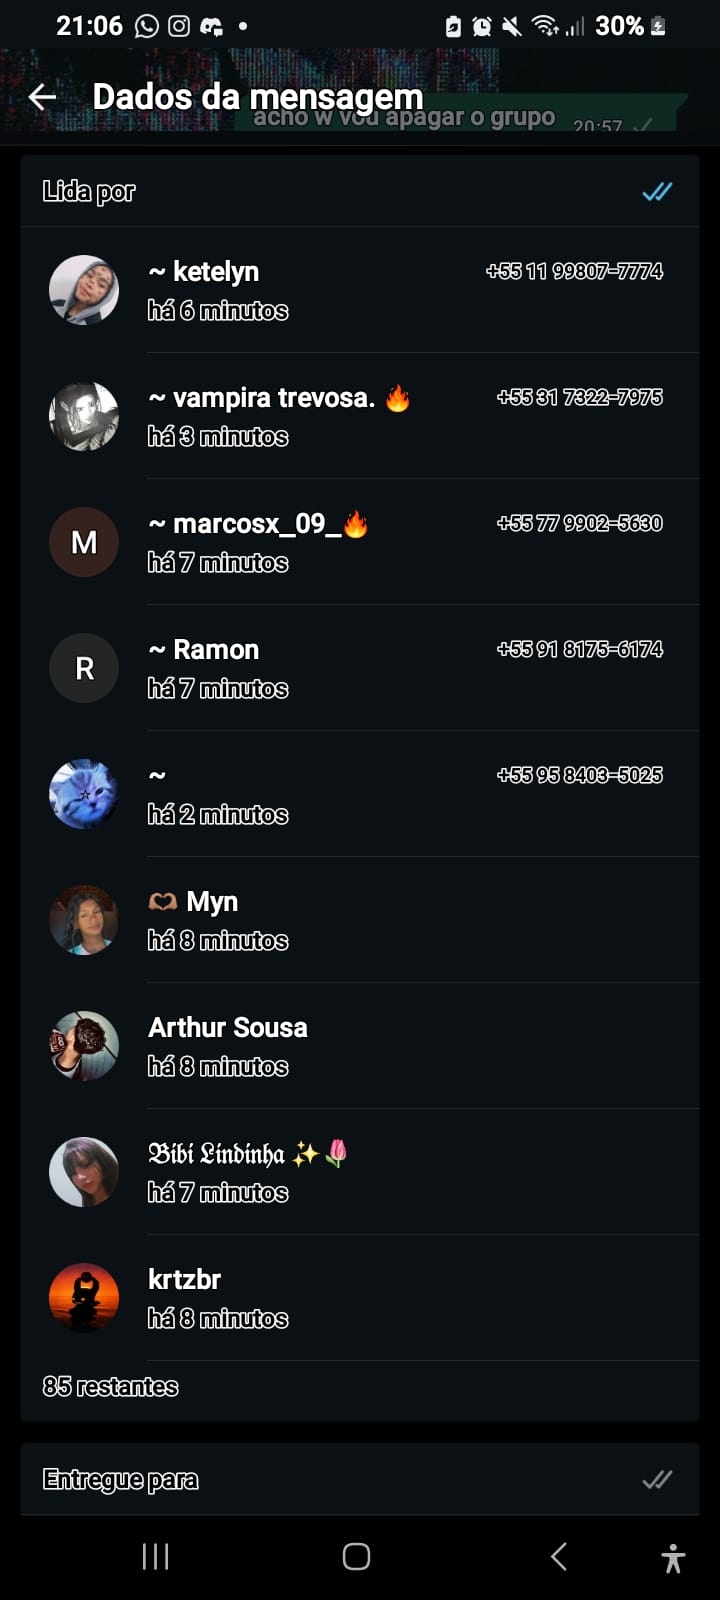 21:06
30%
Dados da mensagem
acho w vou apagar o grupo 20:57
Lida por
~ ketelyn +55 11 99807-7774
há 6 minutos
~ vampira trevosa. 🔥 +55 31 7322-7975
há 3 minutos
M
~ marcosx_09_🔥 +55 77 9902-5630
há 7 minutos
R
~ Ramon +55 91 8175-6174
há 7 minutos
~ +55 95 8403-5025
há 2 minutos
🫶🏽 Myn
há 8 minutos
Arthur Sousa
há 8 minutos
𝕭𝖎𝖇𝖎 𝕷𝖎𝖓𝖉𝖎𝖓𝖍𝖆 ✨🌷
há 7 minutos
krtzbr
há 8 minutos
85 restantes
Entregue para